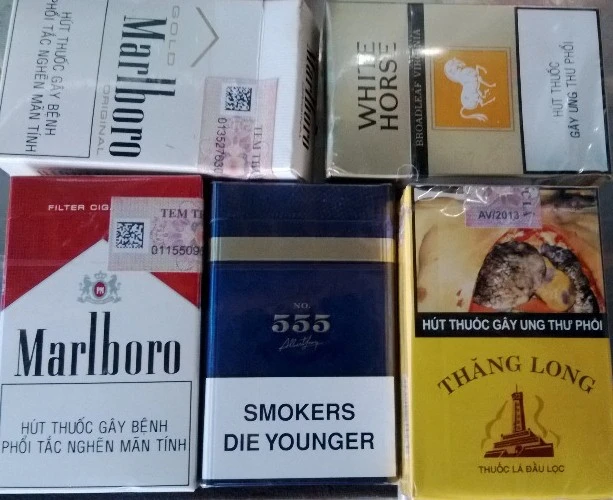 HÚT THUỐC GÂY BỆNH
PHỔI TẮC NGHẼN MÃN TÍNH
GOLD
Marlboro
ORIGINAL
TEM
WHITE
HORSE
BROADLEAF VIRGINIA
HÚT THUỐC
GÂY UNG THƯ PHỔI
FILTER
TEM
PM
Marlboro
HÚT THUỐC GÂY BỆNH
PHỔI TẮC NGHẼN MÃN TÍNH
NO.
555
SMOKERS
DIE YOUNGER
AV/2013
HÚT THUỐC GÂY UNG THƯ PHỔI
THĂNG LONG
THUỐC LÁ ĐẦU LỌC